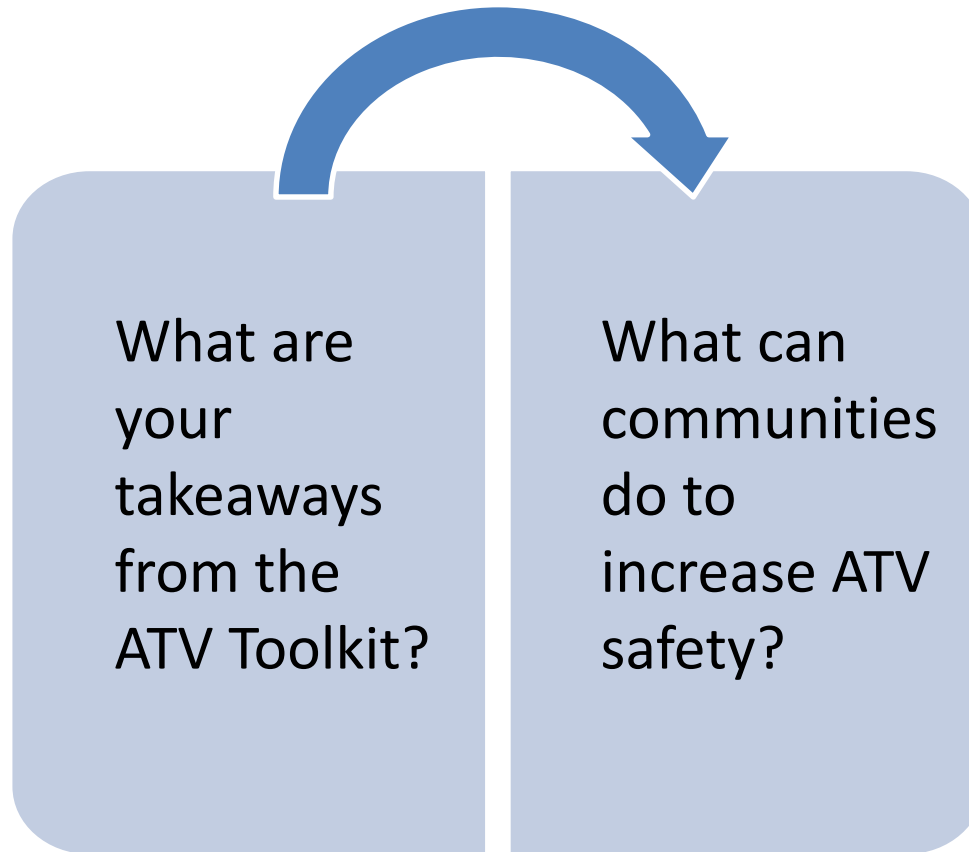 What are
your
takeaways
from the
ATV Toolkit?
What can
communities
do to
increase ATV
safety?